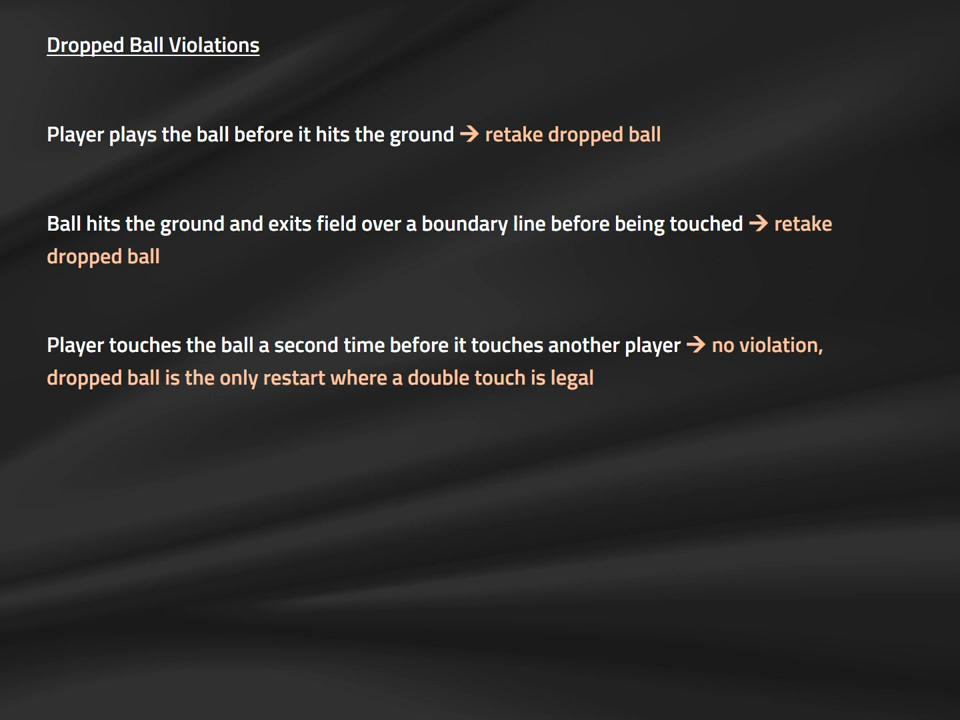 Dropped Ball Violations
Player plays the ball before it hits the ground → retake dropped ball
Ball hits the ground and exits field over a boundary line before being touched → retake
dropped ball
Player touches the ball a second time before it touches another player → no violation,
dropped ball is the only restart where a double touch is legal